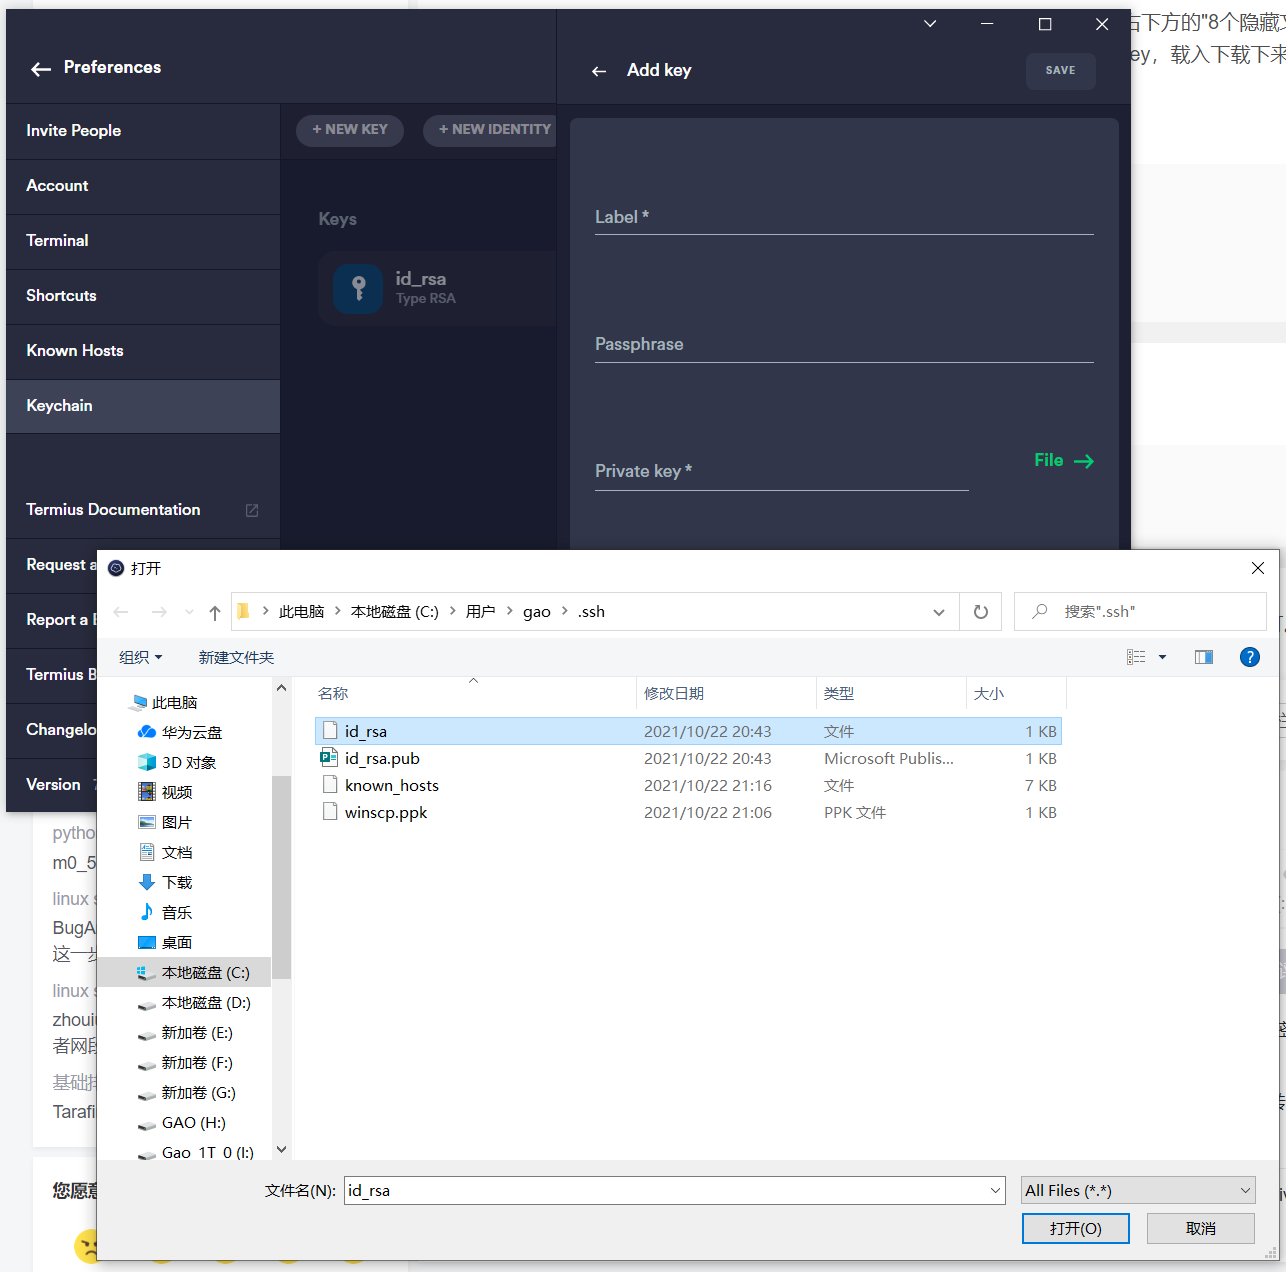 Preferences
Add key
SAVE
右下方的"8个隐藏
ey，载入下载下来
Invite People
Account
Terminal
Shortcuts
Known Hosts
Keychain
Termius Documentation
Request a
Report a
Termius B
Changelo
Version
+ NEW KEY
+ NEW IDENTITY
Keys
id_rsa
Type RSA
Label *
Passphrase
Private key *
File
打开
此电脑
本地磁盘 (C:)
用户
gao
.ssh
搜索".ssh"
组织
新建文件夹
此电脑
华为云盘
3D 对象
视频
图片
文档
下载
音乐
桌面
本地磁盘 (C:)
本地磁盘 (D:)
新加卷 (E:)
新加卷 (F:)
新加卷 (G:)
GAO (H:)
Gao_1T_0 (I:)
名称 修改日期 类型 大小
id_rsa 2021/10/22 20:43 文件 1 KB
id_rsa.pub 2021/10/22 20:43 Microsoft Publis... 1 KB
known_hosts 2021/10/22 21:16 文件 7 KB
winscp.ppk 2021/10/22 21:06 PPK 文件 1 KB
文件名(N): id_rsa
All Files (*.*)
打开(O)
取消
pytho
m0_5
linux
BugA
这一
linux
zhouiu
者网段
基础
Tarafi
您愿意